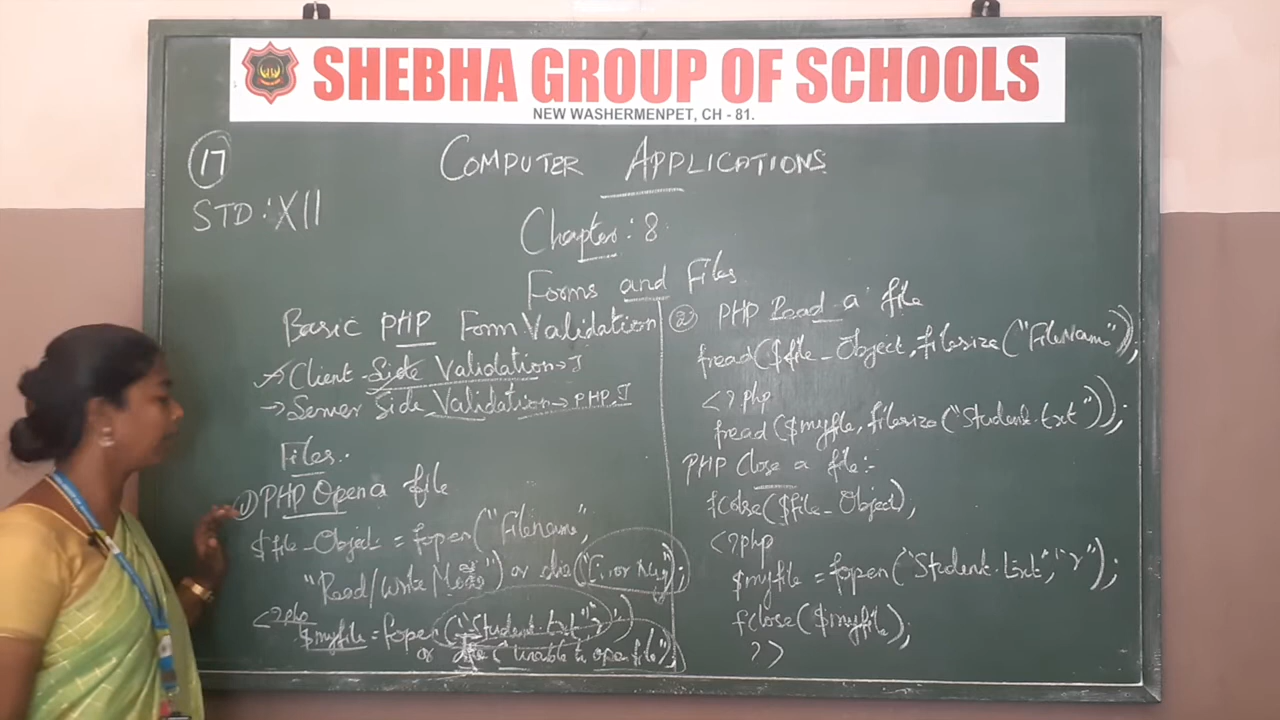 SHEBHA GROUP OF SCHOOLS
NEW WASHERMENPET, CH - 81.
17
COMPUTER APPLICATIONS
STD: XII
Chapter: 8
Forms and Files
Basic PHP Form Validation
Client Side Validation → J
→ Server Side Validation → PHP.J
Files.
① PHP Open a file
$file_Object = fopen("FileName",
"Read/Write Mode") or die("
<?php
$myfile = fopen("Student.txt","r")
or die("Unable to open file");
② PHP Read a file
fread($file_Object, filesize("FileName"));
<?php
fread($myfile, filesize("Student.txt"));
PHP Close a file:-
fcolse($file_Object);
<?php
$myfile = fopen("Student.txt","r");
fclose($myfile);
?>